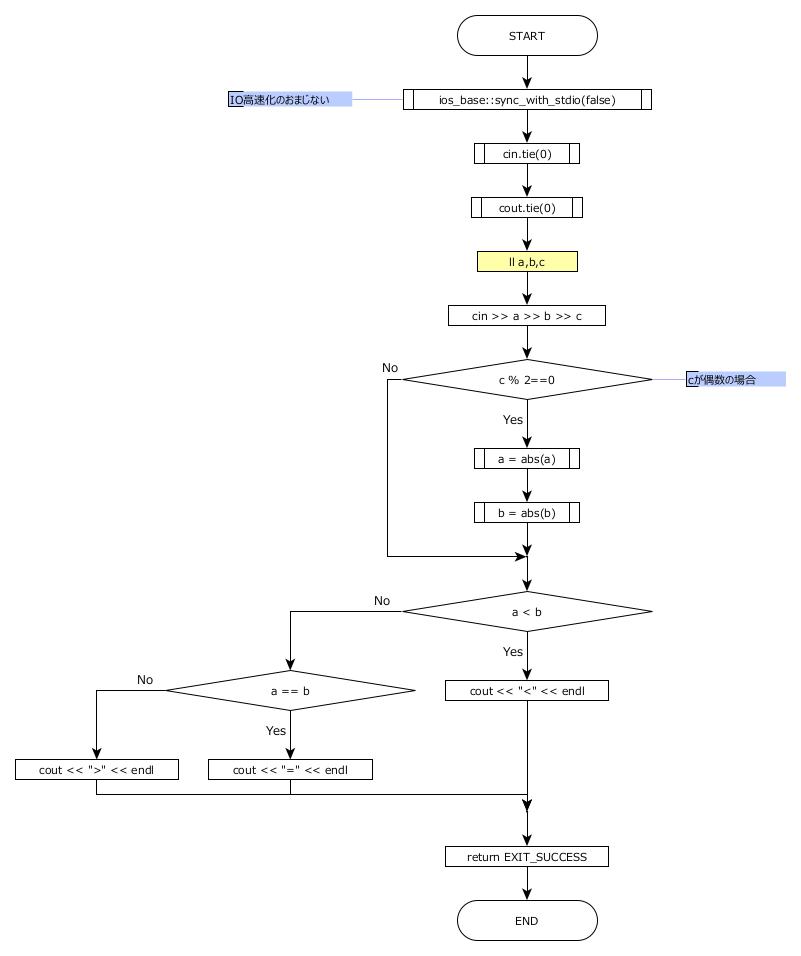 START
IO高速化のおまじない
ios_base::sync_with_stdio(false)
cin.tie(0)
cout.tie(0)
ll a,b,c
cin >> a >> b >> c
No
c % 2==0
cが偶数の場合
Yes
a = abs(a)
b = abs(b)
No
a < b
Yes
No
a == b
cout << "<" << endl
Yes
cout << ">" << endl
cout << "=" << endl
return EXIT_SUCCESS
END